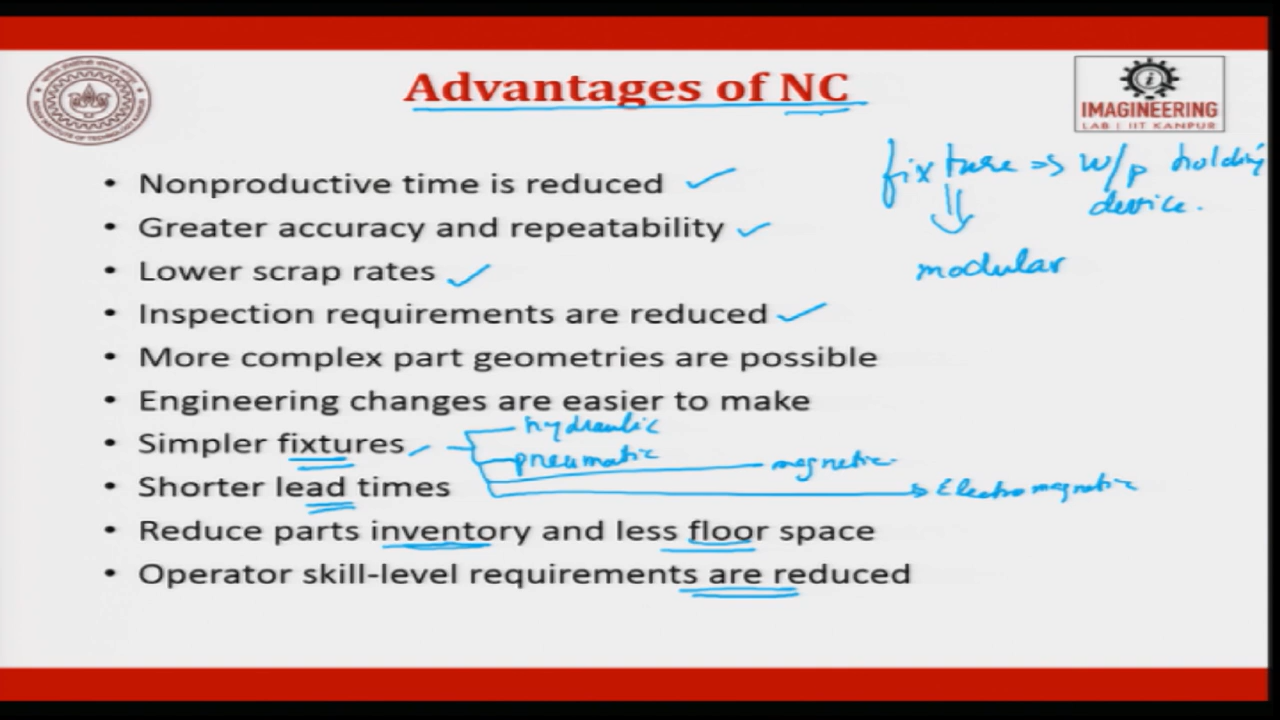 Advantages of NC
IMAGINEERING
LAB | IIT KANPUR
• Nonproductive time is reduced
• Greater accuracy and repeatability
• Lower scrap rates
• Inspection requirements are reduced
• More complex part geometries are possible
• Engineering changes are easier to make
• Simpler fixtures
• Shorter lead times
• Reduce parts inventory and less floor space
• Operator skill-level requirements are reduced
fixture => w/p holding
device.
modular
hydraulic
pneumatic
magnetic
Electromagnetic